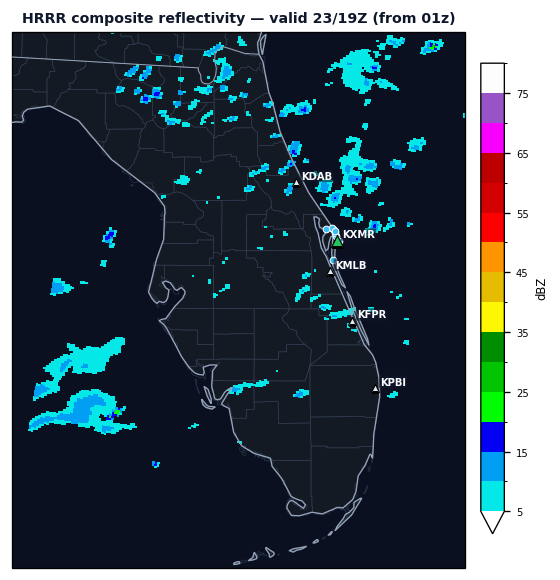 HRRR composite reflectivity — valid 23/19Z (from 01z)
KDAB
KXMR
KMLB
KFPR
KPBI
75
65
55
45
35
25
15
5
dBZ